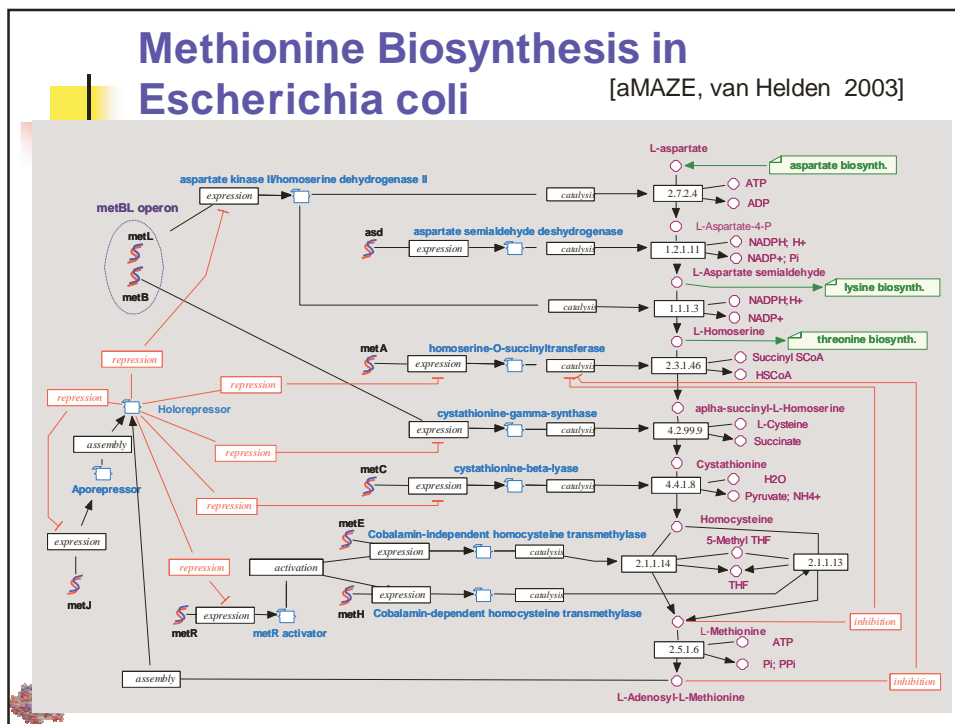 Methionine Biosynthesis in
Escherichia coli
[aMAZE, van Helden 2003]
L-aspartate
aspartate biosynth.
aspartate kinase II/homoserine dehydrogenase II
expression
catalysis
2.7.2.4
ATP
ADP
metBL operon
metL
metB
L-Aspartate-4-P
asd
aspartate semialdehyde deshydrogenase
expression
catalysis
1.2.1.11
NADPH; H+
NADP+; Pi
L-Aspartate semialdehyde
lysine biosynth.
catalysis
1.1.1.3
NADPH;H+
NADP+
L-Homoserine
threonine biosynth.
metA
homoserine-O-succinyltransferase
expression
catalysis
2.3.1.46
Succinyl SCoA
HSCoA
repression
repression
repression
Holorepressor
aplha-succinyl-L-Homoserine
cystathionine-gamma-synthase
expression
catalysis
4.2.99.9
L-Cysteine
Succinate
assembly
repression
Cystathionine
metC
cystathionine-beta-lyase
expression
catalysis
4.4.1.8
H2O
Pyruvate; NH4+
Aporepressor
repression
Homocysteine
metE
Cobalamin-independent homocysteine transmethylase
expression
catalysis
5-Methyl THF
2.1.1.14
2.1.1.13
THF
expression
metJ
repression
activation
metR
expression
metR activator
metH
expression
catalysis
Cobalamin-dependent homocysteine transmethylase
inhibition
L-Methionine
ATP
2.5.1.6
Pi; PPi
assembly
inhibition
L-Adenosyl-L-Methionine